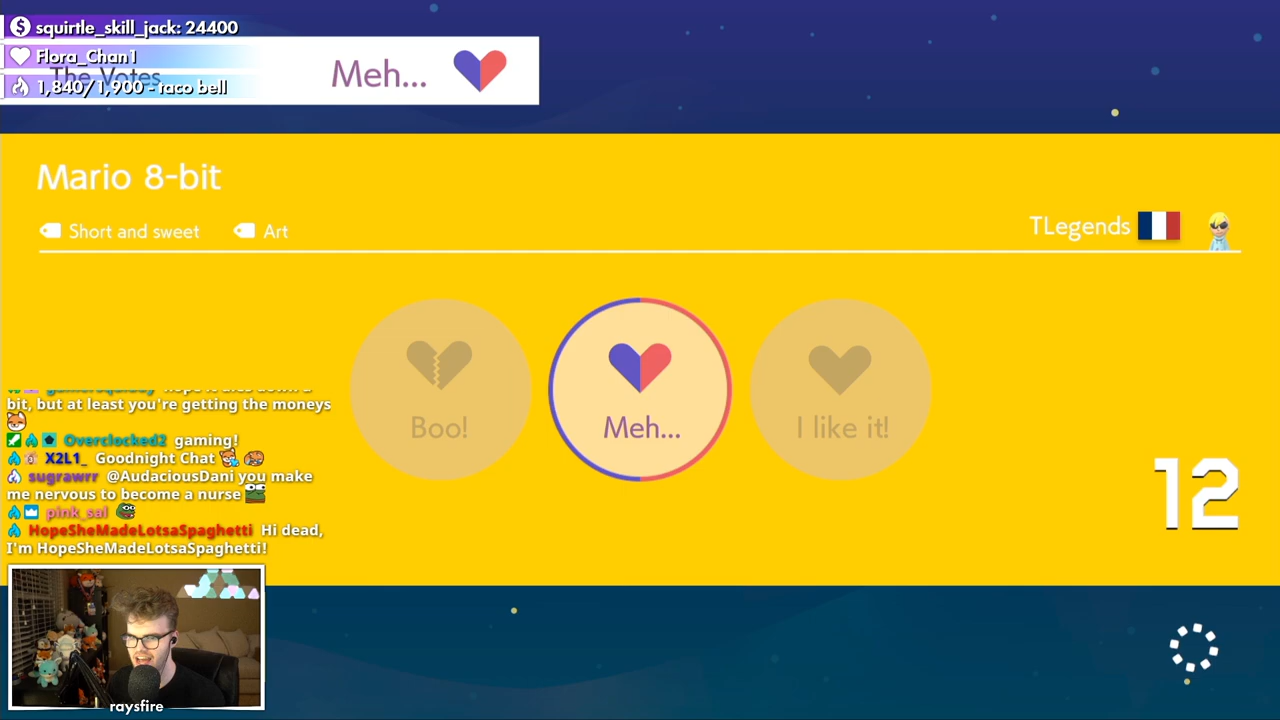 squirtle_skill_jack: 24400
Flora_Chan1
The Votes
1,840/1,900 - taco bell
Meh...
Mario 8-bit
Short and sweet
Art
TLegends
Boo!
Meh...
I like it!
12
bit, but at least you're getting the moneys
Overclocked2 gaming!
X2L1_ Goodnight Chat
sugrawrr @AudaciousDani you make
me nervous to become a nurse
pink_sal
HopeSheMadeLotsaSpaghetti Hi dead,
I'm HopeSheMadeLotsaSpaghetti!
raysfire